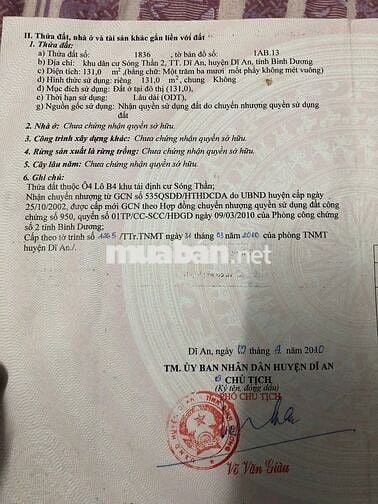 II. Thửa đất, nhà ở và tài sản khác gắn liền với đất
1. Thửa đất:
a) Thửa đất số: 1836 , tờ bản đồ số: 1AB.13
b) Địa chỉ: khu dân cư Sóng Thần 2, TT. Dĩ An, huyện Dĩ An, tỉnh Bình Dương
c) Diện tích: 131,0 m², (bằng chữ: Một trăm ba mươi một phẩy không mét vuông)
d) Hình thức sử dụng: riêng: 131,0 m², chung: Không
đ) Mục đích sử dụng: Đất ở tại đô thị (131,0),
e) Thời hạn sử dụng: Lâu dài (ODT),
g) Nguồn gốc sử dụng: Nhận quyền sử dụng đất do chuyển nhượng quyền sử dụng
đất
2. Nhà ở: Chưa chứng nhận quyền sở hữu.
3. Công trình xây dựng khác: Chưa chứng nhận quyền sở hữu.
4. Rừng sản xuất là rừng trồng: Chưa chứng nhận quyền sở hữu.
5. Cây lâu năm: Chưa chứng nhận quyền sở hữu.
6. Ghi chú:
Thửa đất thuộc Ô4 Lô B4 khu tái định cư Sóng Thần;
Nhận chuyển nhượng từ GCN số 535QSDĐ/HTHĐCDA do UBND huyện cấp ngày
25/10/2002, được cấp mới GCN theo Hợp đồng chuyển nhượng quyền sử dụng đất công
chứng số 950, quyển số 01TP/CC-SCC/HĐGD ngày 09/03/2010 của Phòng công chứng
số 2 tỉnh Bình Dương;
Cấp theo tờ trình số 1265 /TTr.TNMT ngày 31 tháng 03 năm 2010 của phòng TNMT
huyện Dĩ An./.
muaban.net
Dĩ An, ngày tháng 4 năm 2010
TM. ỦY BAN NHÂN DÂN HUYỆN DĨ AN
CHỦ TỊCH
(Ký tên, đóng dấu)
PHÓ CHỦ TỊCH
Võ Văn Giàu